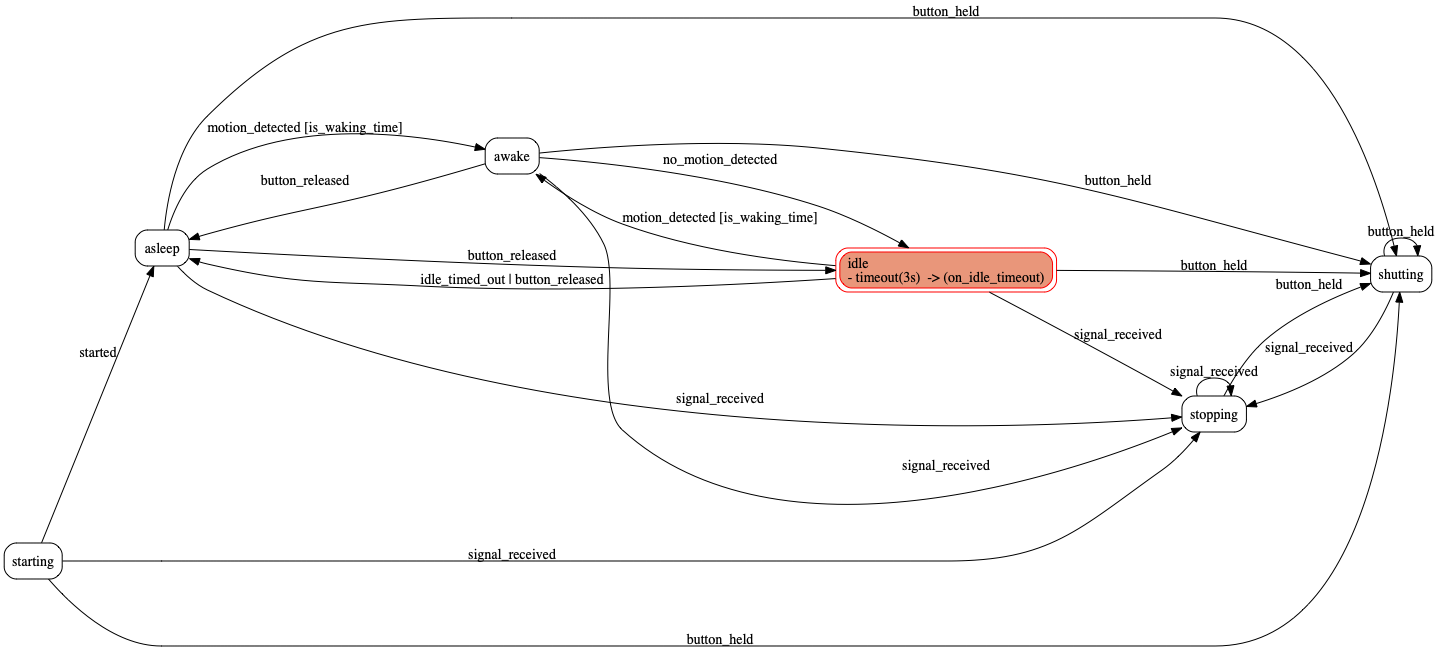 button_held
motion_detected [is_waking_time]
awake
no_motion_detected
button_released
button_held
motion_detected [is_waking_time]
button_held
asleep
button_released
idle
- timeout(3s)  -> (on_idle_timeout)
button_held
shutting
idle_timed_out | button_released
button_held
signal_received
started
signal_received
signal_received
signal_received
stopping
signal_received
signal_received
starting
button_held